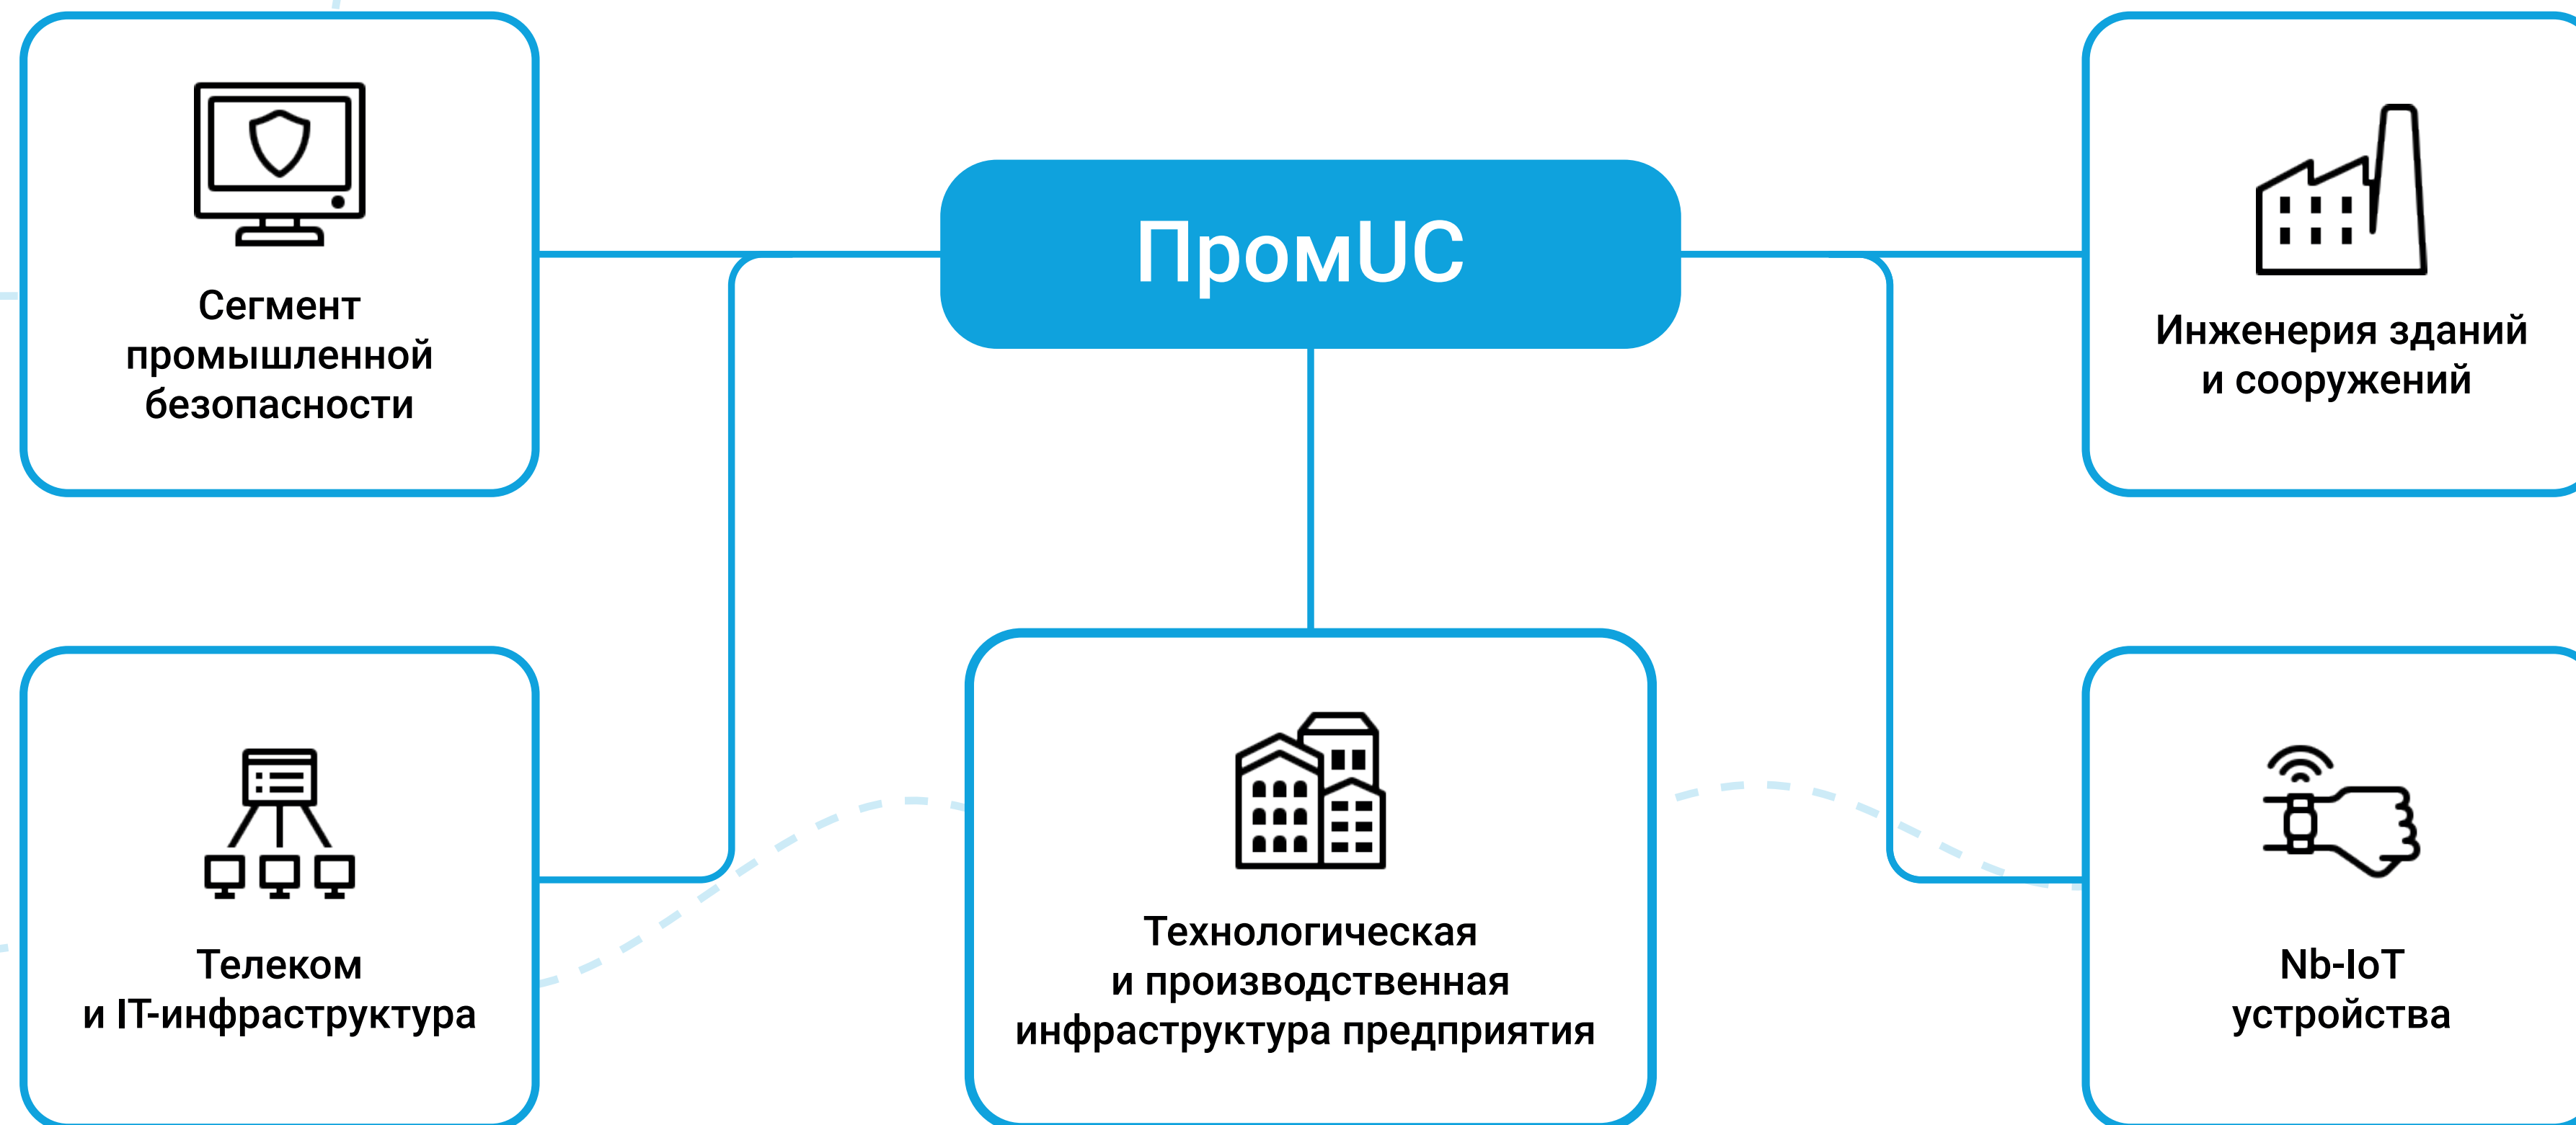 ПромUC
Сегмент
промышленной
безопасности
Инженерия зданий
и сооружений
Телеком
и IT-инфраструктура
Технологическая
и производственная
инфраструктура предприятия
Nb-IoT
устройства